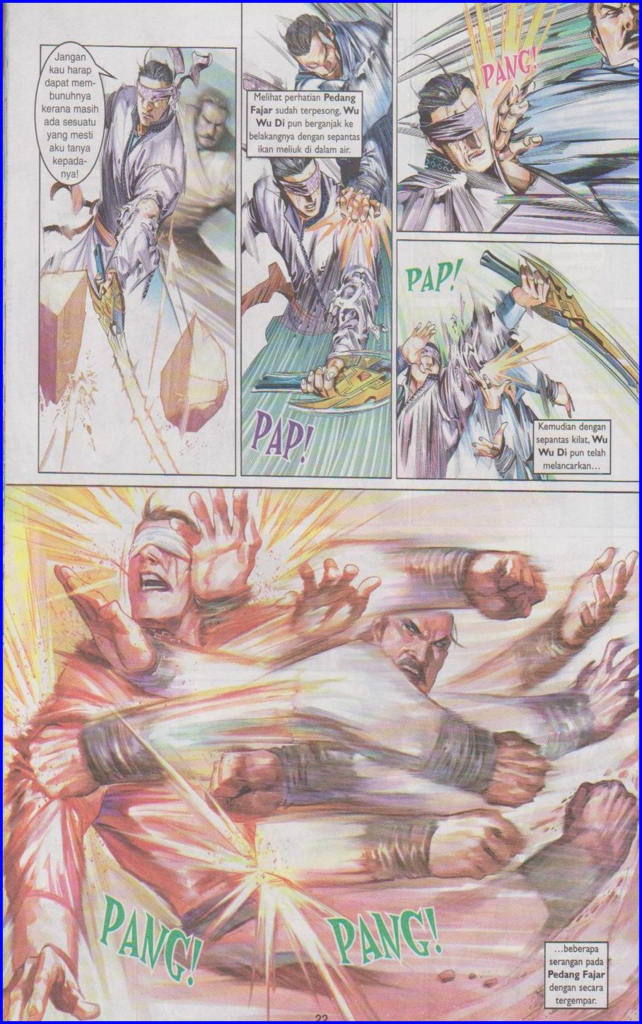 Jangan
kau harap
dapat mem-
bunuhnya
kerana masih
ada sesuatu
yang mesti
aku tanya
kepada-
nya!
Melihat perhatian Pedang
Fajar sudah terpesong, Wu
Wu Di pun berganjak ke
belakangnya dengan sepantas
ikan meliuk di dalam air.
PAP!
PANG!
PAP!
Kemudian dengan
sepantas kilat, Wu
Wu Di pun telah
melancarkan...
PANG!
PANG!
...beberapa
serangan pada
Pedang Fajar
dengan secara
tergempar.
22